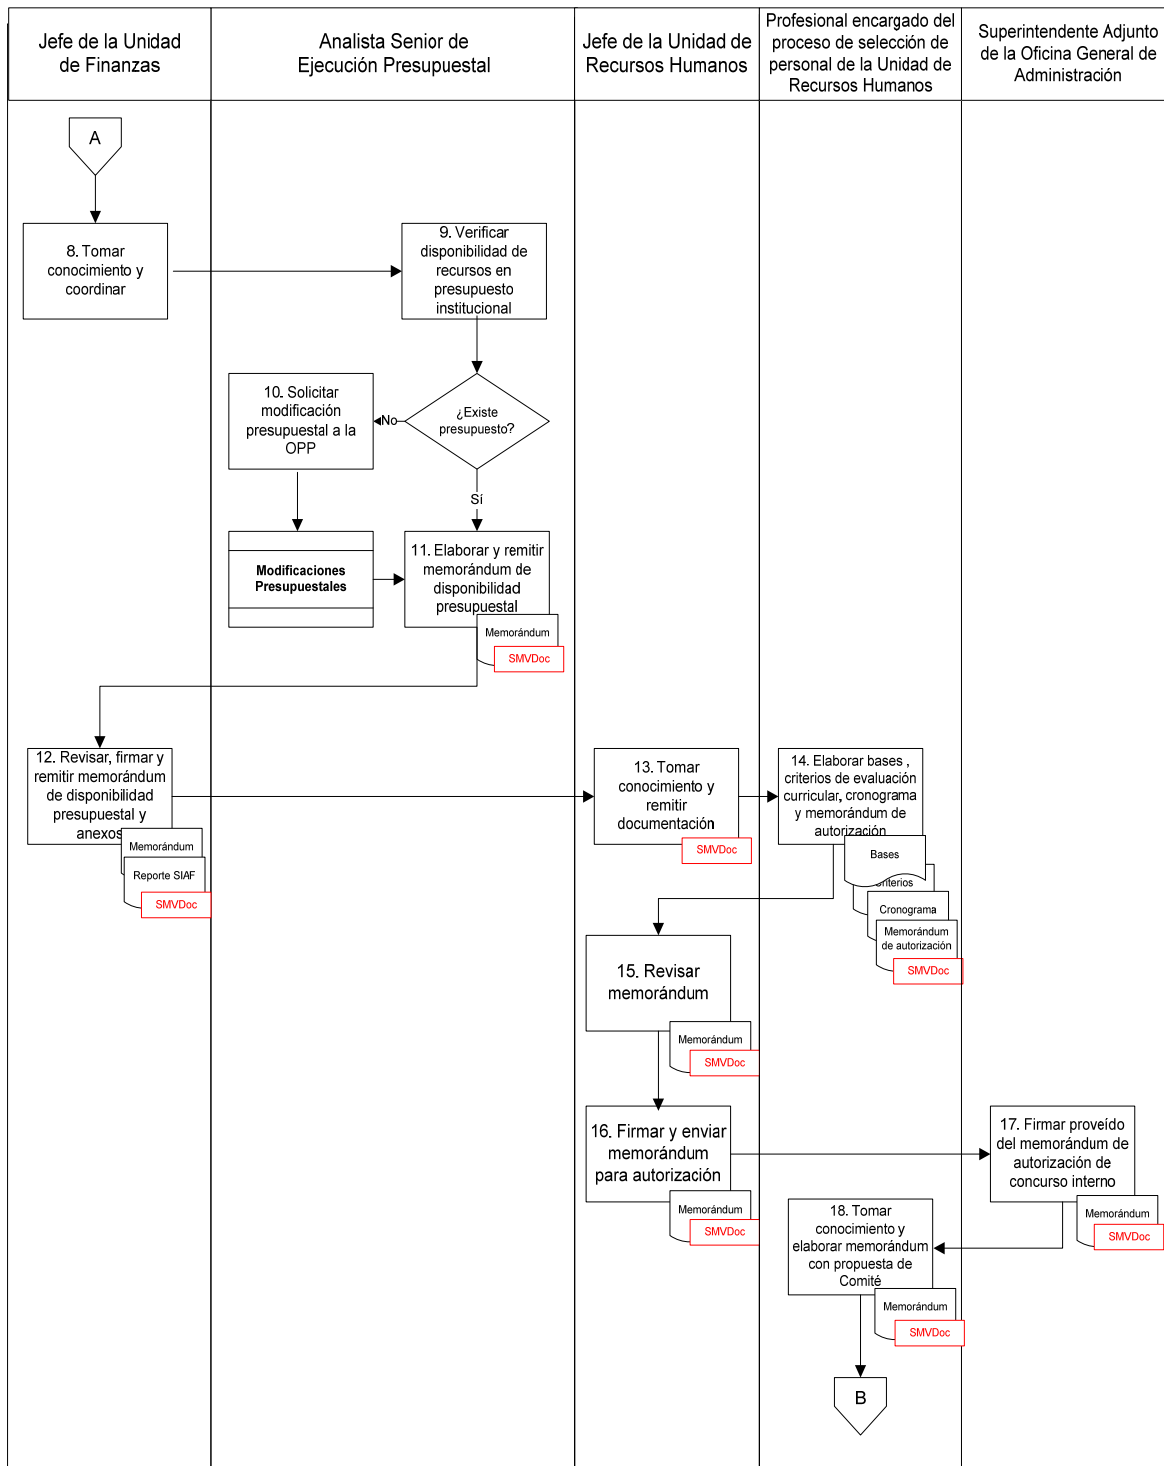 Jefe de la Unidad
de Finanzas
Analista Senior de
Ejecución Presupuestal
Jefe de la Unidad de
Recursos Humanos
Profesional encargado del
proceso de selección de
personal de la Unidad de
Recursos Humanos
Superintendente Adjunto
de la Oficina General de
Administración
A
8. Tomar
conocimiento y
coordinar
9. Verificar
disponibilidad de
recursos en
presupuesto
institucional
10. Solicitar
modificación
presupuestal a la
OPP
No
¿Existe
presupuesto?
Sí
Modificaciones
Presupuestales
11. Elaborar y remitir
memorándum de
disponibilidad
presupuestal
Memorándum
SMVDoc
12. Revisar, firmar y
remitir memorándum
de disponibilidad
presupuestal y
anexos
Memorándum
Reporte SIAF
SMVDoc
13. Tomar
conocimiento y
remitir
documentación
SMVDoc
14. Elaborar bases ,
criterios de evaluación
curricular, cronograma
y memorándum de
autorización
Bases
Criterios
Cronograma
Memorándum
de autorización
SMVDoc
15. Revisar
memorándum
Memorándum
SMVDoc
16. Firmar y enviar
memorándum
para autorización
Memorándum
SMVDoc
17. Firmar proveído
del memorándum de
autorización de
concurso interno
Memorándum
SMVDoc
18. Tomar
conocimiento y
elaborar memorándum
con propuesta de
Comité
Memorándum
SMVDoc
B